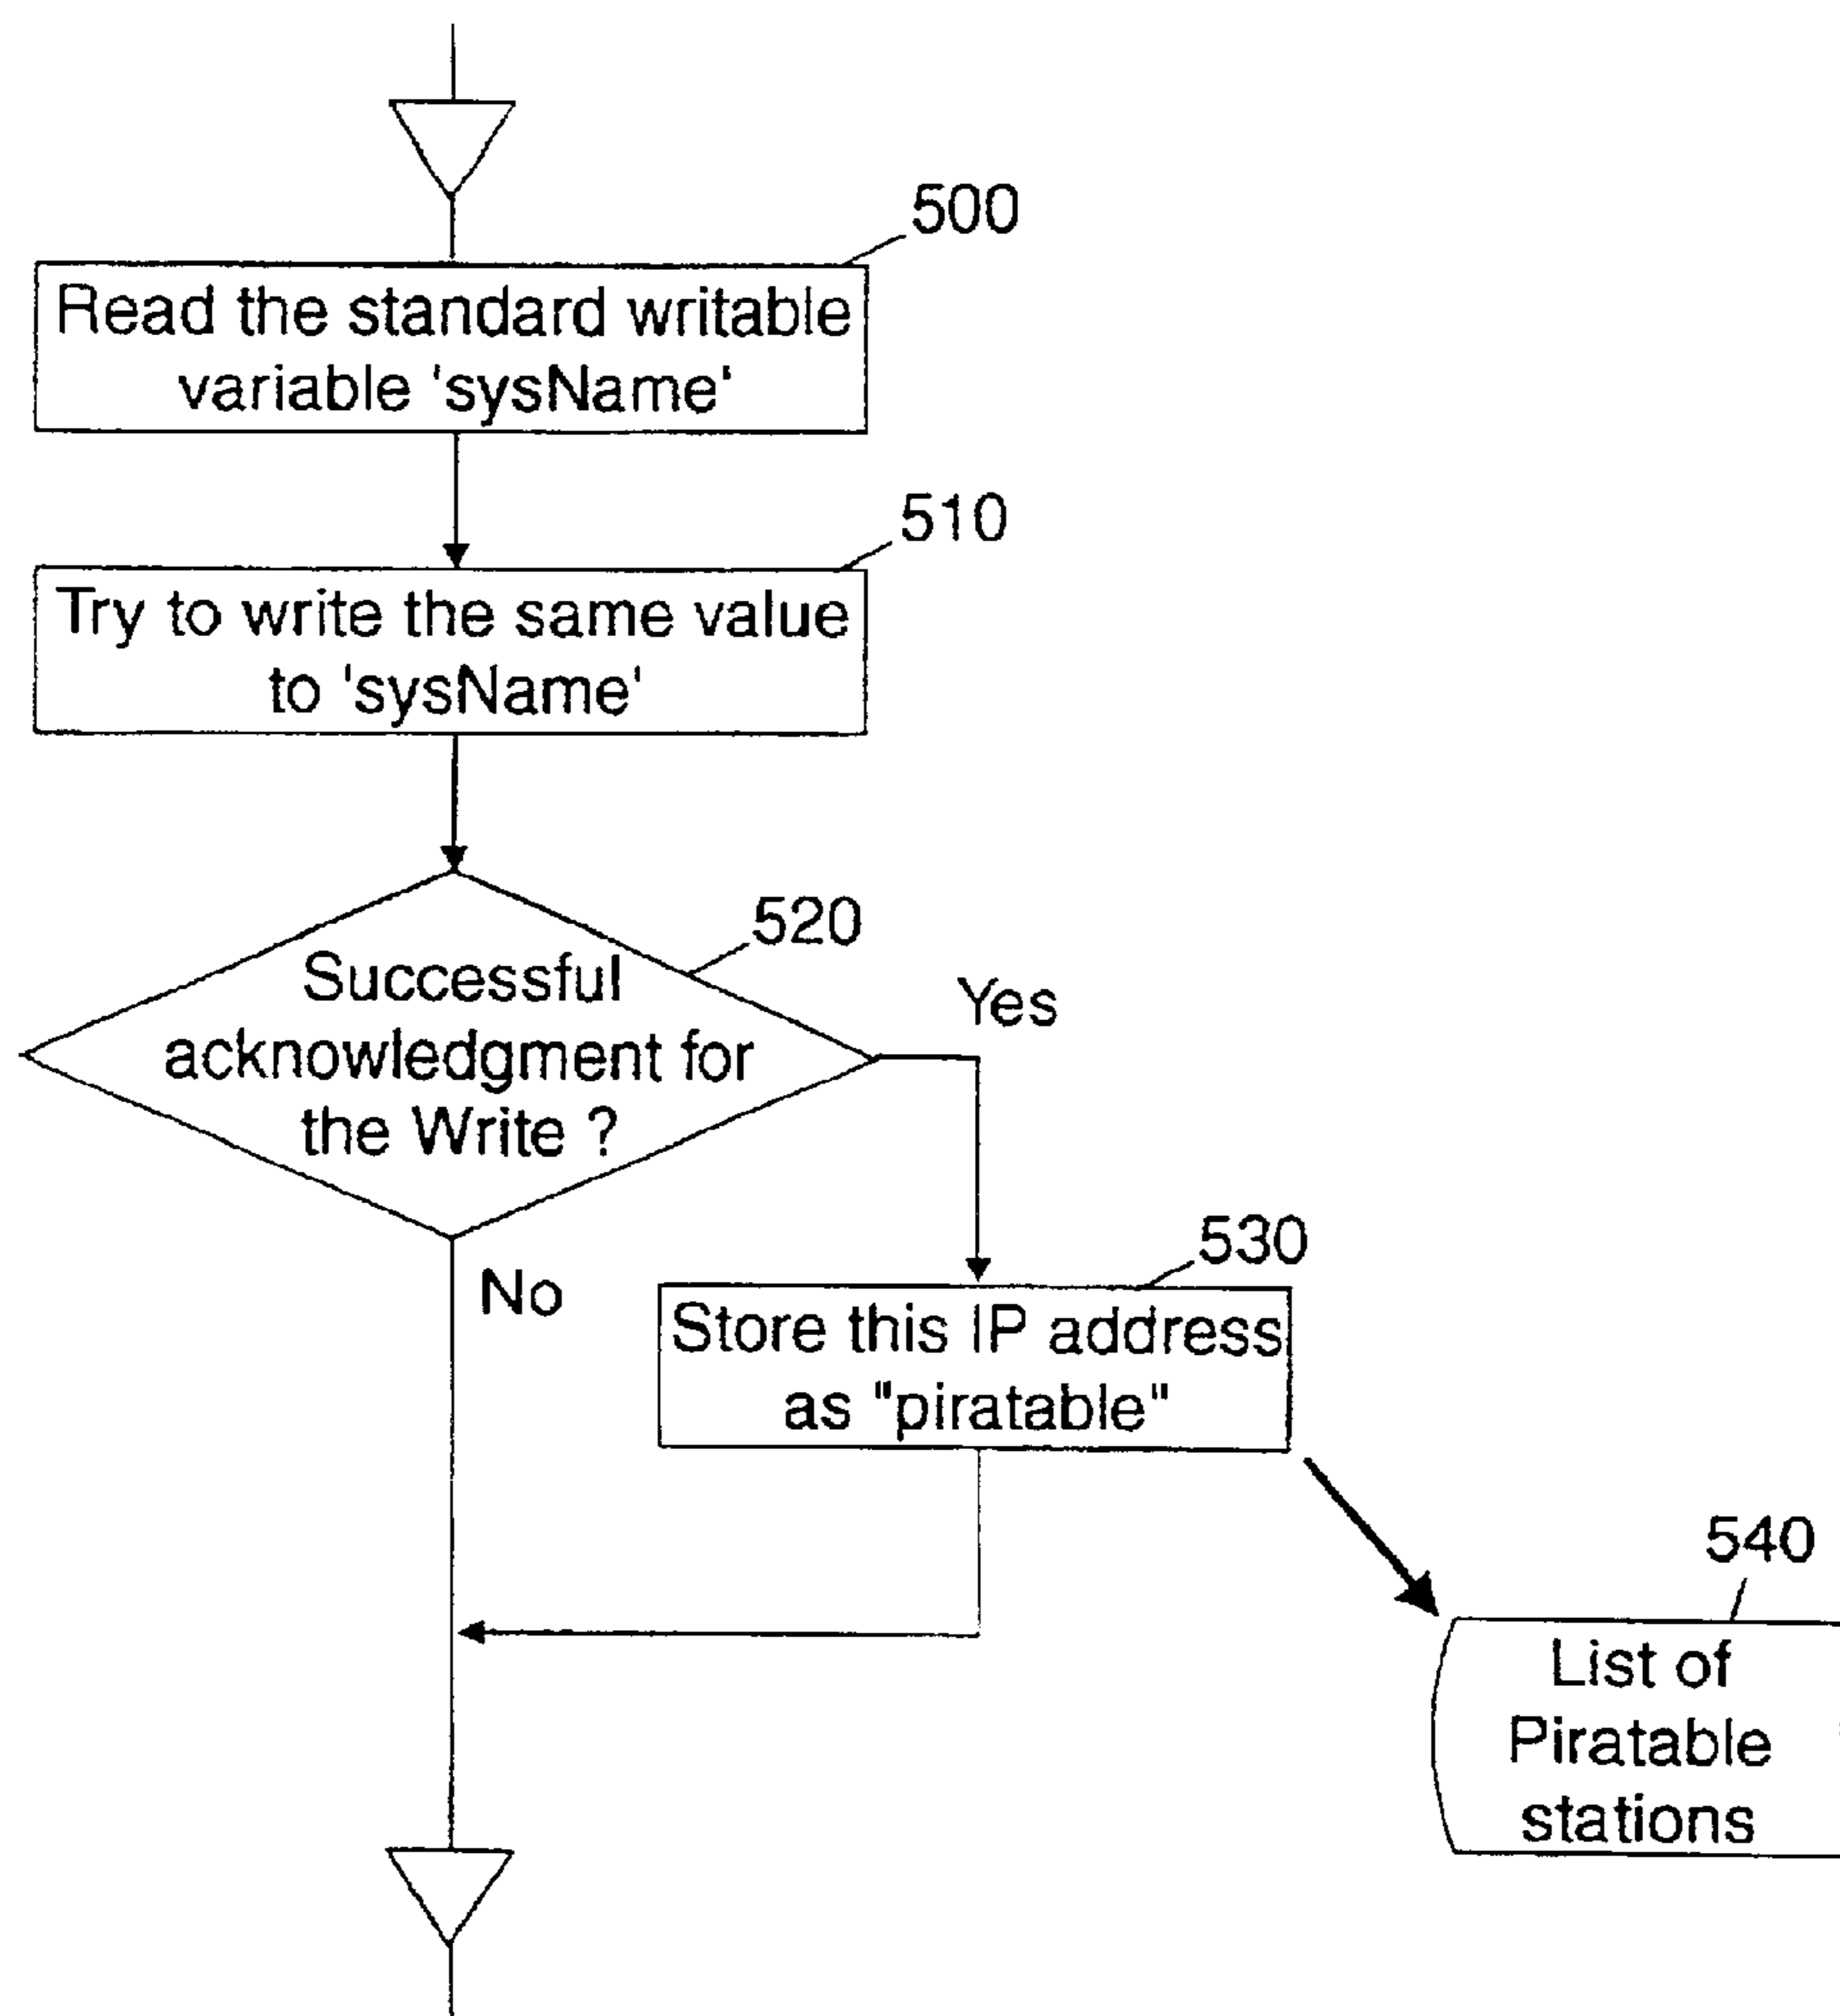 500
Read the standard writable
variable 'sysName'
510
Try to write the same value
to 'sysName'
520
Successful
acknowledgment for
the Write ?
Yes
No
530
Store this IP address
as "piratable"
540
List of
Piratable
stations